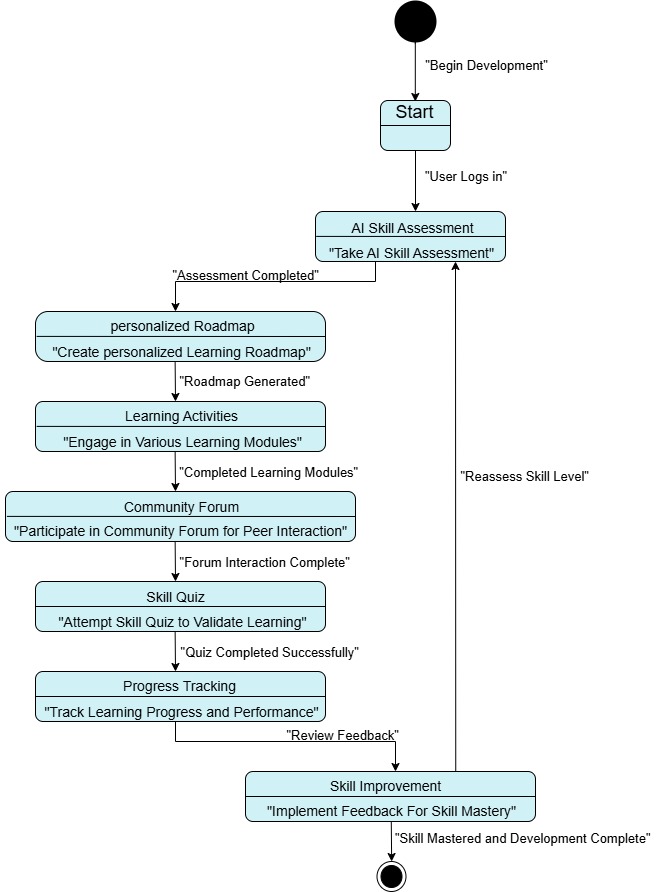 "Begin Development"
Start
"User Logs in"
AI Skill Assessment
"Take AI Skill Assessment"
"Assessment Completed"
personalized Roadmap
"Create personalized Learning Roadmap"
"Roadmap Generated"
Learning Activities
"Engage in Various Learning Modules"
"Completed Learning Modules"
"Reassess Skill Level"
Community Forum
"Participate in Community Forum for Peer Interaction"
"Forum Interaction Complete"
Skill Quiz
"Attempt Skill Quiz to Validate Learning"
"Quiz Completed Successfully"
Progress Tracking
"Track Learning Progress and Performance"
"Review Feedback"
Skill Improvement
"Implement Feedback For Skill Mastery"
"Skill Mastered and Development Complete"